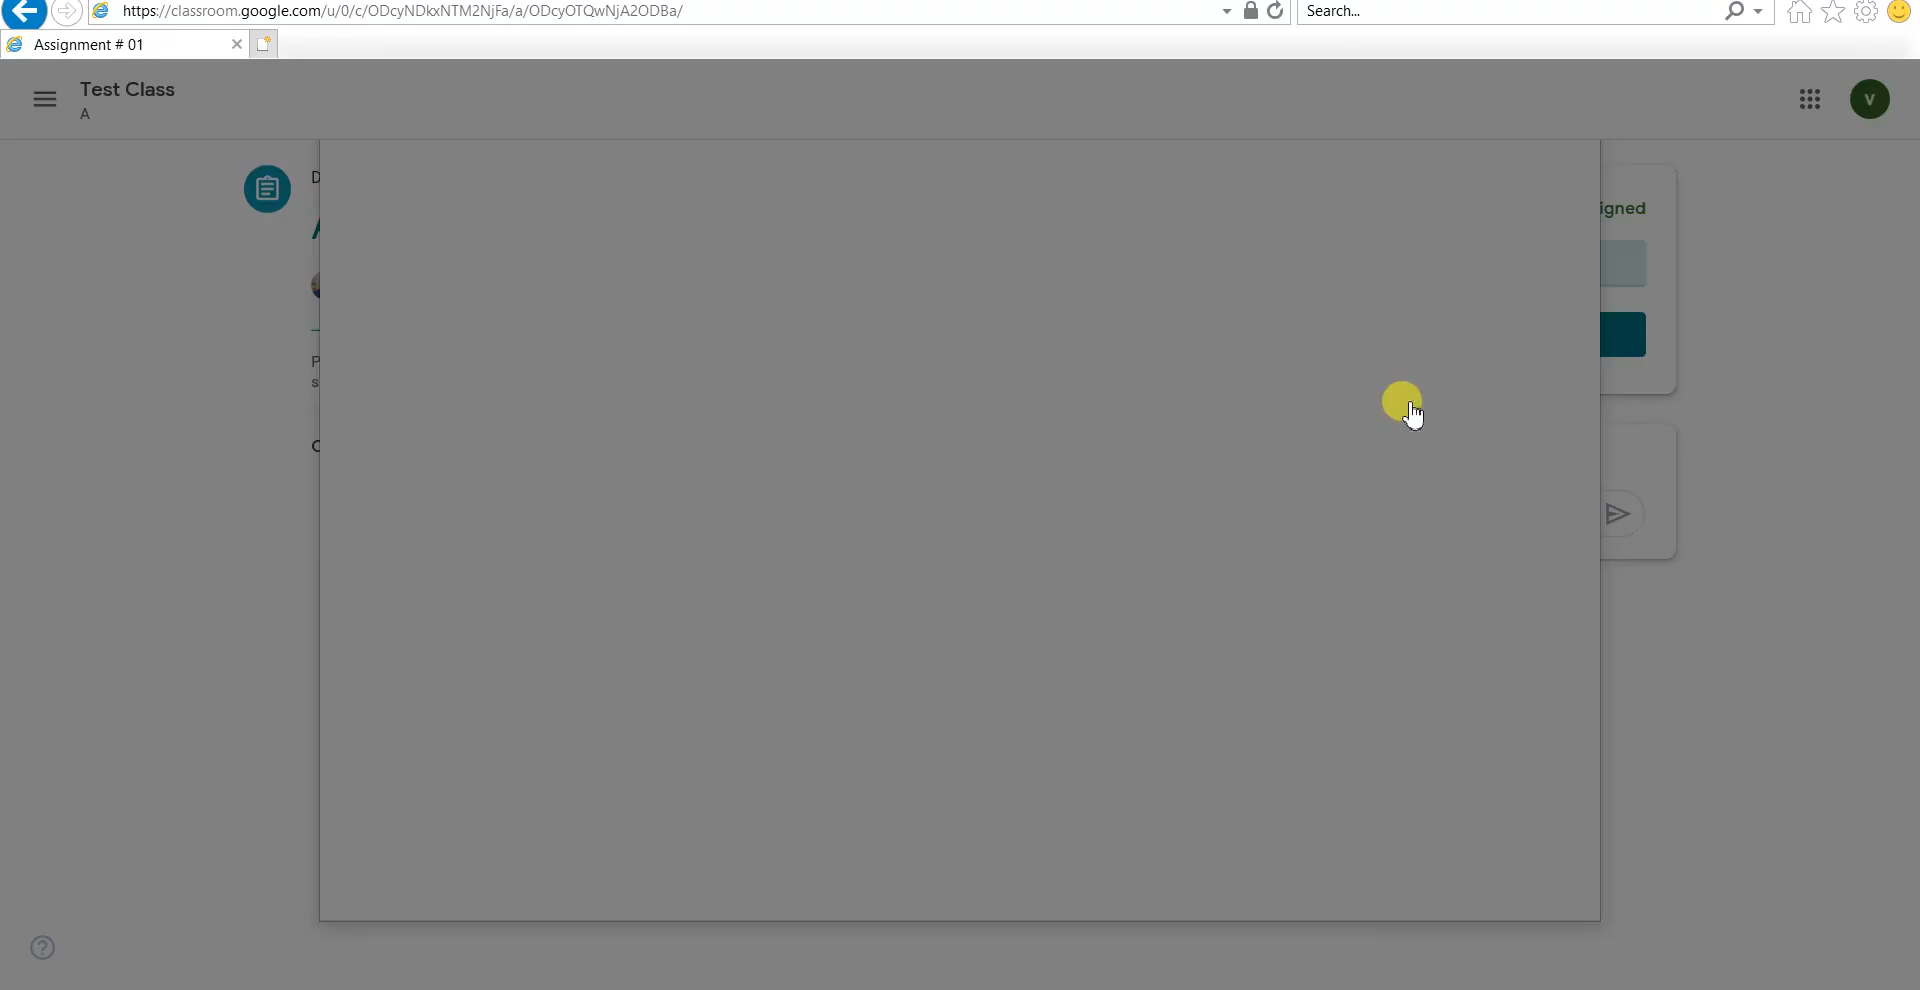 https://classroom.google.com/u/0/c/ODcyNDkxNTM2NjFa/a/ODcyOTQwNjA2ODBa/
Search...
Assignment # 01
Test Class
A
V
D
igned
P
s
C